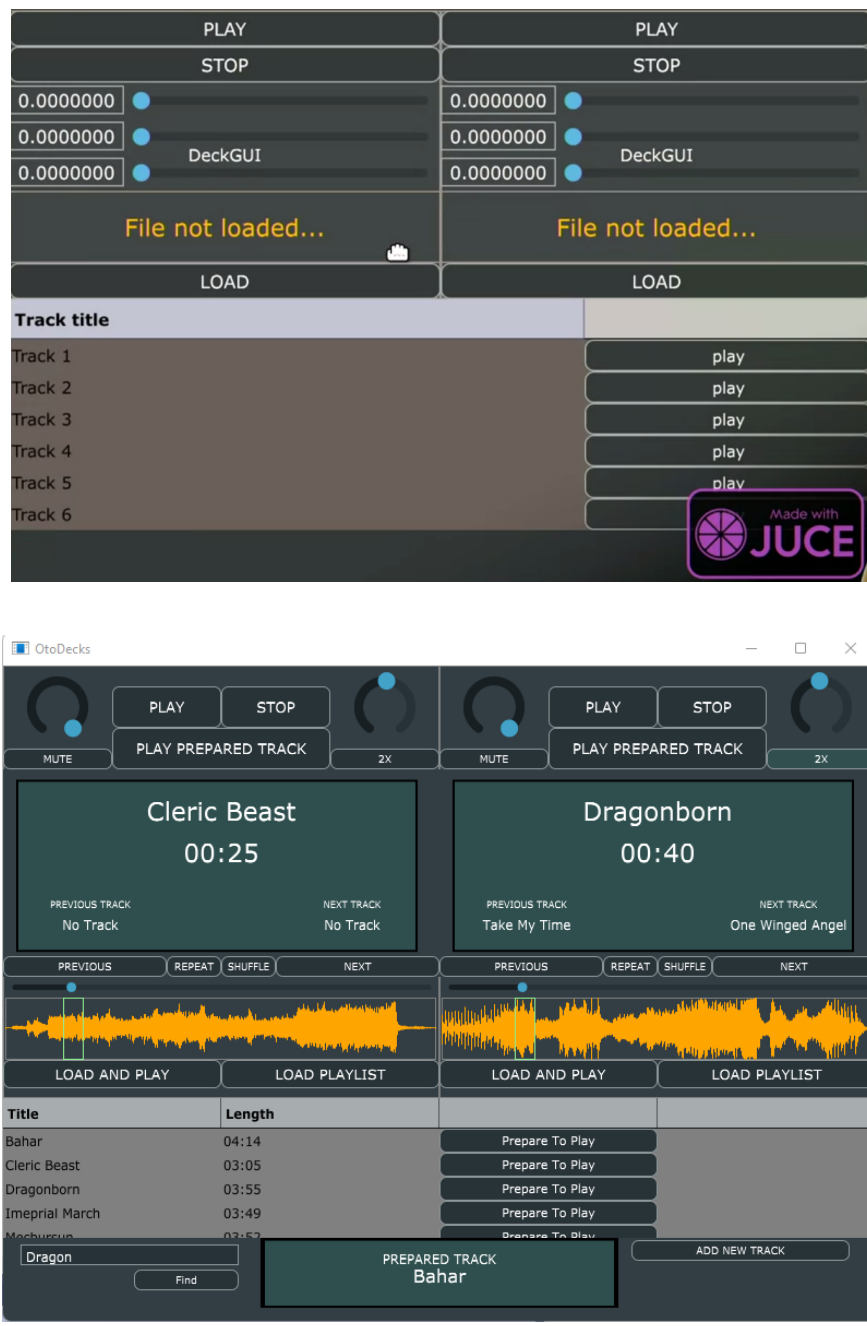 PLAY PLAY
STOP STOP
0.0000000 0.0000000
0.0000000 0.0000000
DeckGUI DeckGUI
0.0000000 0.0000000
File not loaded... File not loaded...
LOAD LOAD
Track title
Track 1 play
Track 2 play
Track 3 play
Track 4 play
Track 5 play
Track 6
Made with
JUCE
OtoDecks
PLAY STOP PLAY STOP
MUTE PLAY PREPARED TRACK 2X MUTE PLAY PREPARED TRACK 2X
Cleric Beast Dragonborn
00:25 00:40
PREVIOUS TRACK NEXT TRACK PREVIOUS TRACK NEXT TRACK
No Track No Track Take My Time One Winged Angel
PREVIOUS REPEAT SHUFFLE NEXT PREVIOUS REPEAT SHUFFLE NEXT
LOAD AND PLAY LOAD PLAYLIST LOAD AND PLAY LOAD PLAYLIST
Title Length
Bahar 04:14 Prepare To Play
Cleric Beast 03:05 Prepare To Play
Dragonborn 03:55 Prepare To Play
Imeprial March 03:49 Prepare To Play
03:52 Prepare To Play
Dragon PREPARED TRACK ADD NEW TRACK
Find Bahar